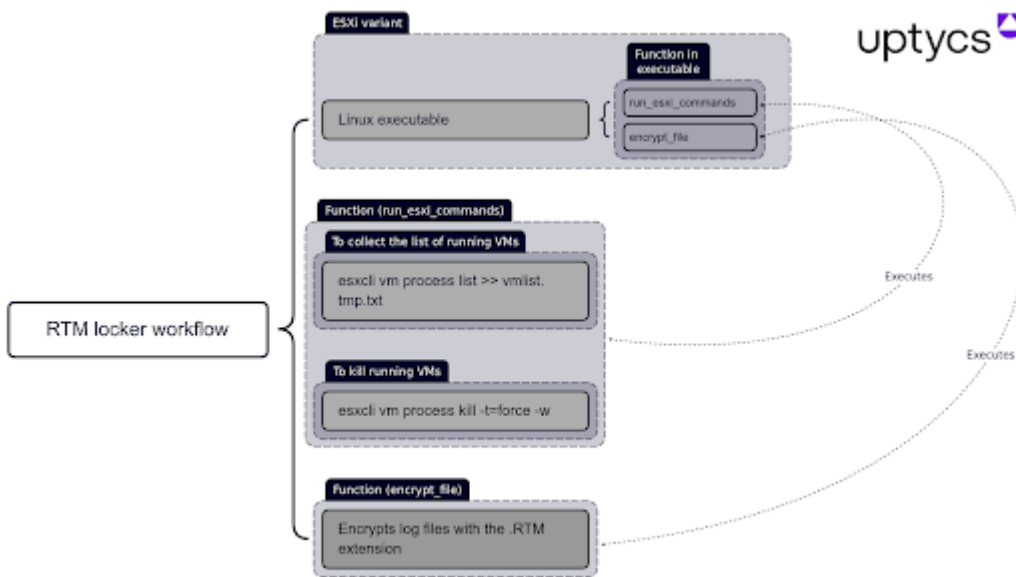 ESXi variant
uptycs
Function in
executable
run_esxi_commands
Linux executable
encrypt_file
Function (run_esxi_commands)
To collect the list of running VMs
esxcli vm process list >> vmlist.
tmp.txt
Executes
RTM locker workflow
Executes
To kill running VMs
esxcli vm process kill -t=force -w
Function (encrypt_file)
Encrypts log files with the .RTM
extension